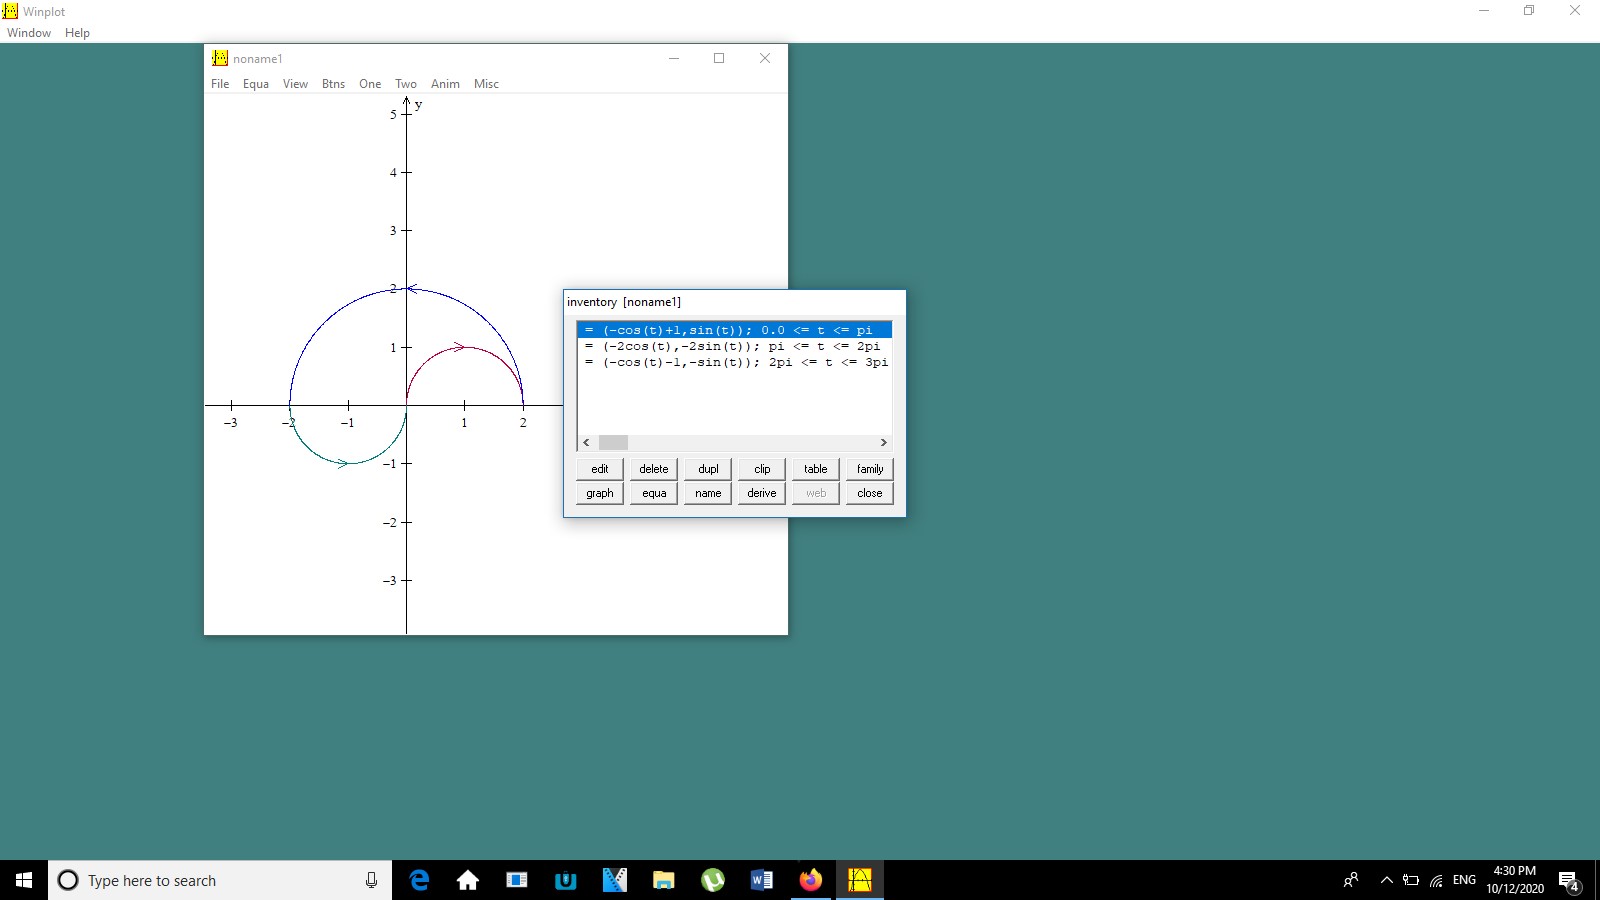 Winplot
Window Help
noname1
File Equa View Btns One Two Anim Misc
y
5
4
3
2
1
-3 -2 -1 1 2
-1
-2
-3
inventory [noname1]
= (-cos(t)+1,sin(t)); 0.0 <= t <= pi
= (-2cos(t),-2sin(t)); pi <= t <= 2pi
= (-cos(t)-1,-sin(t)); 2pi <= t <= 3pi
edit delete dupl clip table family
graph equa name derive web close
Type here to search
ENG
4:30 PM
10/12/2020
4